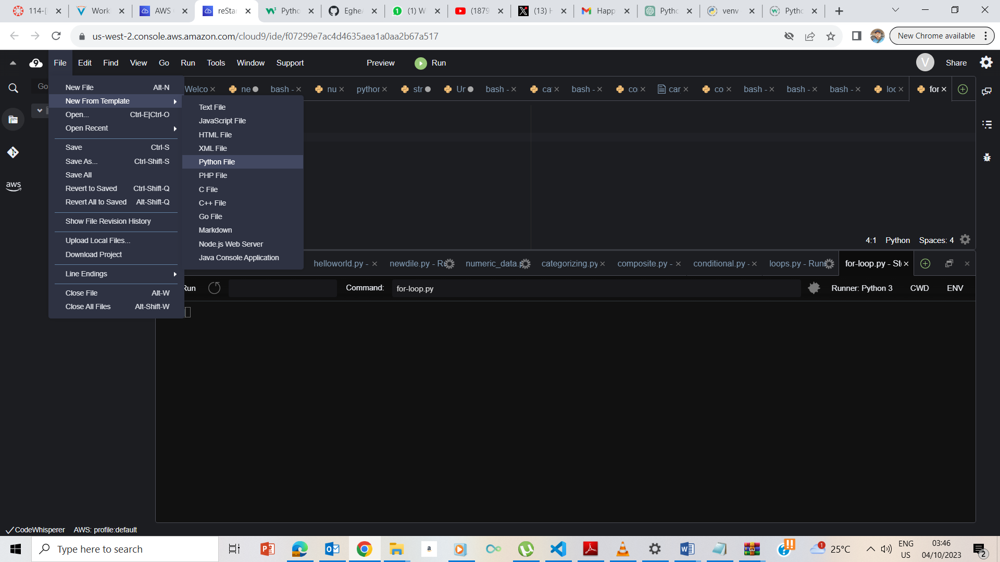 114-[ Work AWS reStar Pytho Eghe/ (1) W (1879 (13) H Happ Pytho venv Pytho
us-west-2.console.aws.amazon.com/cloud9/ide/f07299e7ac4d4635aea1a0aa2b67a517 New Chrome available
9 File Edit Find View Go Run Tools Window Support Preview Run V Share
Go
Welco ne bash - nu python str Ur bash - ca bash - co car co bash - bash - bash - loc for
New File Alt-N
New From Template
Open... Ctrl-E|Ctrl-O
Open Recent
Save Ctrl-S
Save As... Ctrl-Shift-S
Save All
Revert to Saved Ctrl-Shift-Q
Revert All to Saved Alt-Shift-Q
Show File Revision History
Upload Local Files...
Download Project
Line Endings
Close File Alt-W
Close All Files Alt-Shift-W
Text File
JavaScript File
HTML File
XML File
Python File
PHP File
C File
C++ File
Go File
Markdown
Node.js Web Server
Java Console Application
aws
4:1 Python Spaces: 4
helloworld.py - newdile.py - Ru numeric_data.p categorizing.py composite.py - conditional.py - loops.py - Run for-loop.py - St
Run Command: for-loop.py Runner: Python 3 CWD ENV
CodeWhisperer AWS: profile:default
Type here to search
a
1
25°C
ENG
US
03:46
04/10/2023
2